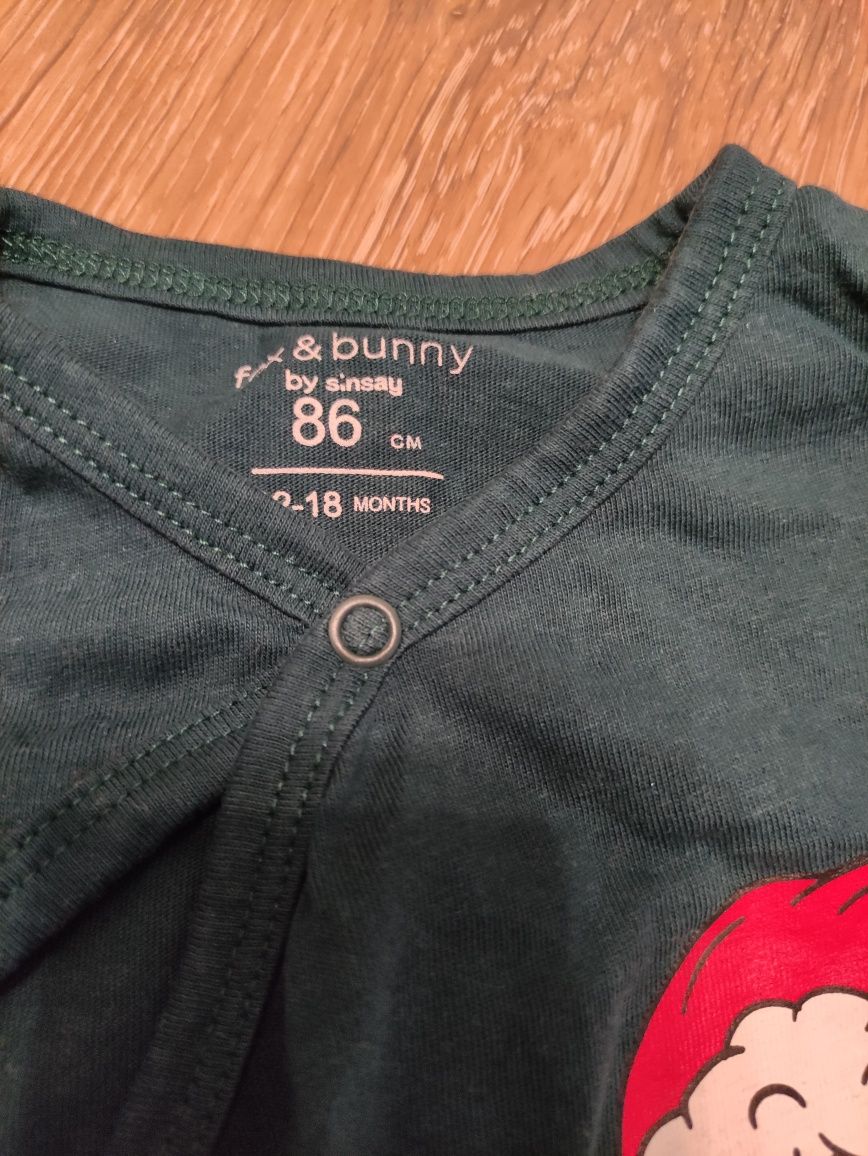 & bunny
by sinsay
86 CM
2-18 MONTHS